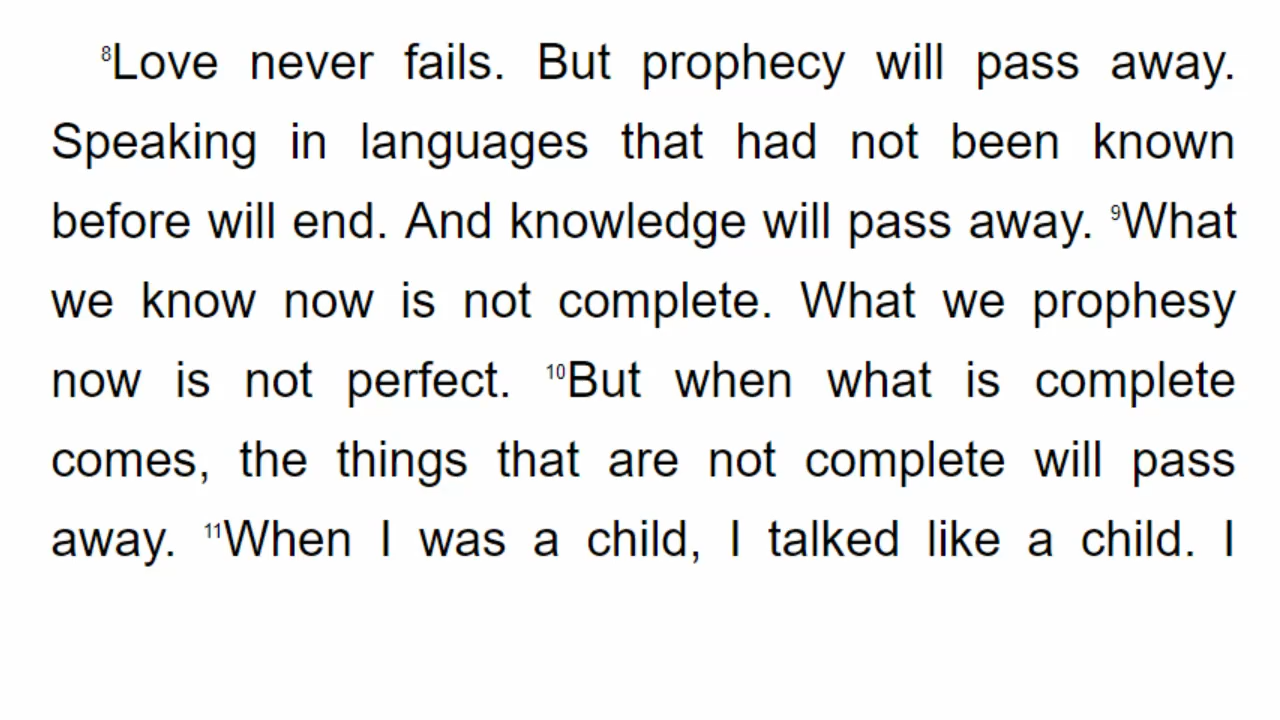 ⁸Love never fails. But prophecy will pass away.
Speaking in languages that had not been known
before will end. And knowledge will pass away. ⁹What
we know now is not complete. What we prophesy
now is not perfect. ¹⁰But when what is complete
comes, the things that are not complete will pass
away. ¹¹When I was a child, I talked like a child. I